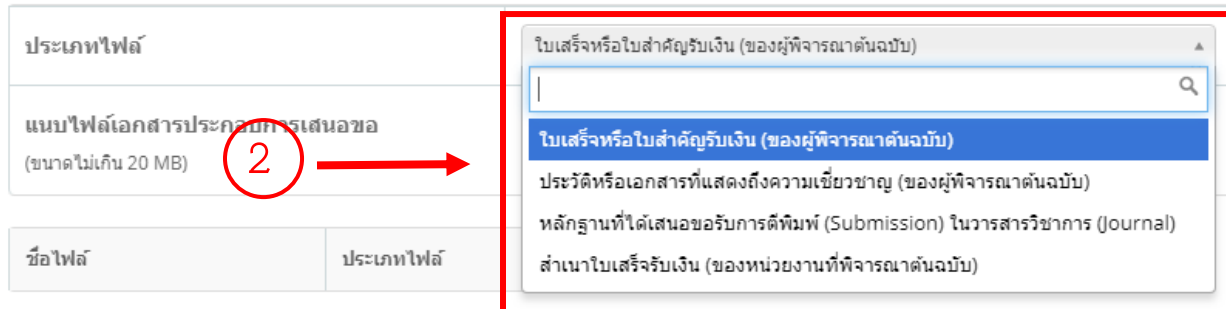 ประเภทไฟล์
ใบเสร็จหรือใบสำคัญรับเงิน (ของผู้พิจารณาต้นฉบับ)
แนบไฟล์เอกสารประกอบการเสนอขอ
(ขนาดไม่เกิน 20 MB)
2
ใบเสร็จหรือใบสำคัญรับเงิน (ของผู้พิจารณาต้นฉบับ)
ประวัติหรือเอกสารที่แสดงถึงความเชี่ยวชาญ (ของผู้พิจารณาต้นฉบับ)
หลักฐานที่ได้เสนอขอรับการตีพิมพ์ (Submission) ในวารสารวิชาการ (Journal)
สำเนาใบเสร็จรับเงิน (ของหน่วยงานที่พิจารณาต้นฉบับ)
ชื่อไฟล์
ประเภทไฟล์